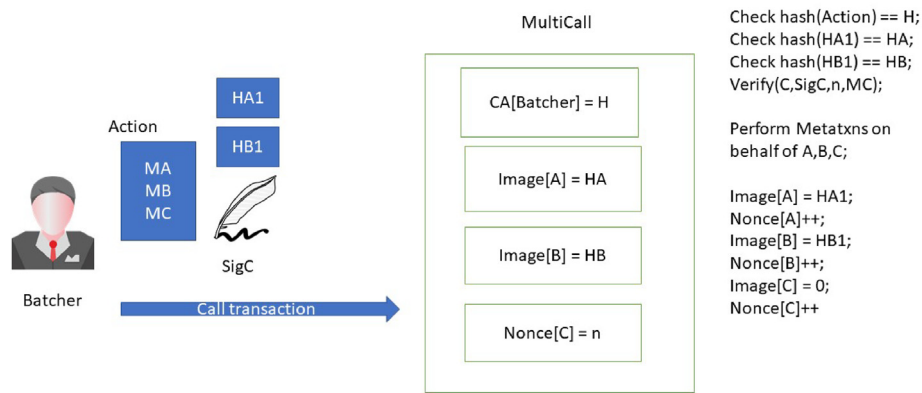 MultiCall
Check hash(Action) == H;
Check hash(HA1) == HA;
Check hash(HB1) == HB;
Verify(C,SigC,n,MC);
Perform Metatxns on
behalf of A,B,C;
Image[A] = HA1;
Nonce[A]++;
Image[B] = HB1;
Nonce[B]++;
Image[C] = 0;
Nonce[C]++
HA1
HB1
Action
MA
MB
MC
SigC
Batcher
Call transaction
CA[Batcher] = H
Image[A] = HA
Image[B] = HB
Nonce[C] = n